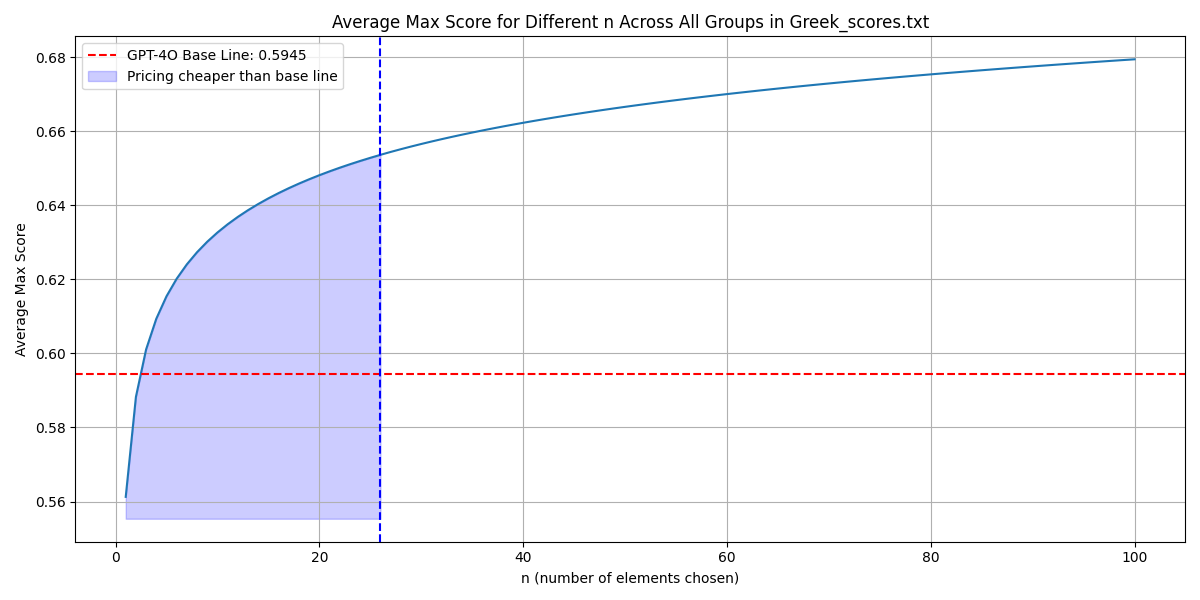 Average Max Score for Different n Across All Groups in Greek_scores.txt
GPT-4O Base Line: 0.5945
Pricing cheaper than base line
Average Max Score
0.68
0.66
0.64
0.62
0.60
0.58
0.56
0
20
40
60
80
100
n (number of elements chosen)